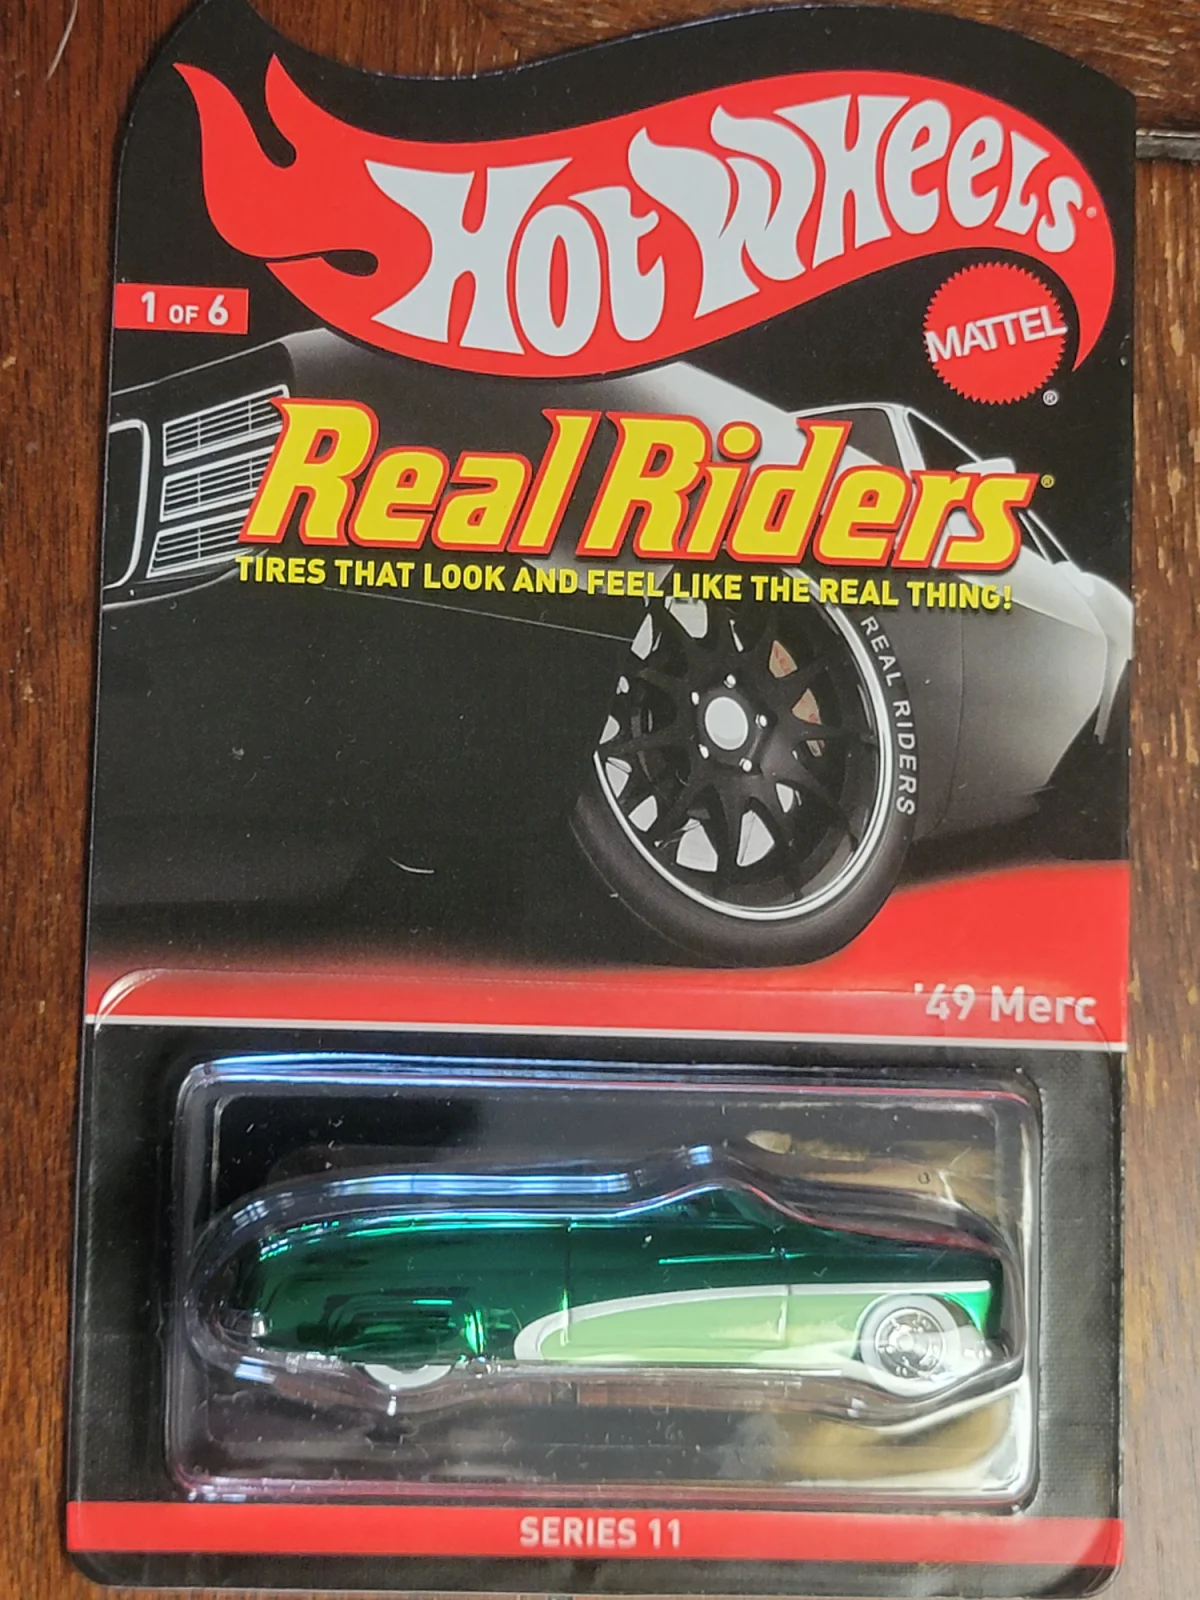 HOT WHEELS®
MATTEL
®
1 OF 6
Real Riders®
TIRES THAT LOOK AND FEEL LIKE THE REAL THING!
REAL RIDERS
'49 Merc
SERIES 11